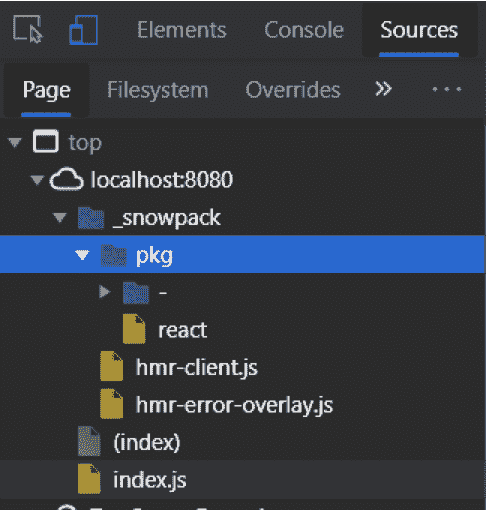 Elements Console Sources
Page Filesystem Overrides » ···
top
localhost:8080
_snowpack
pkg
-
react
hmr-client.js
hmr-error-overlay.js
(index)
index.js